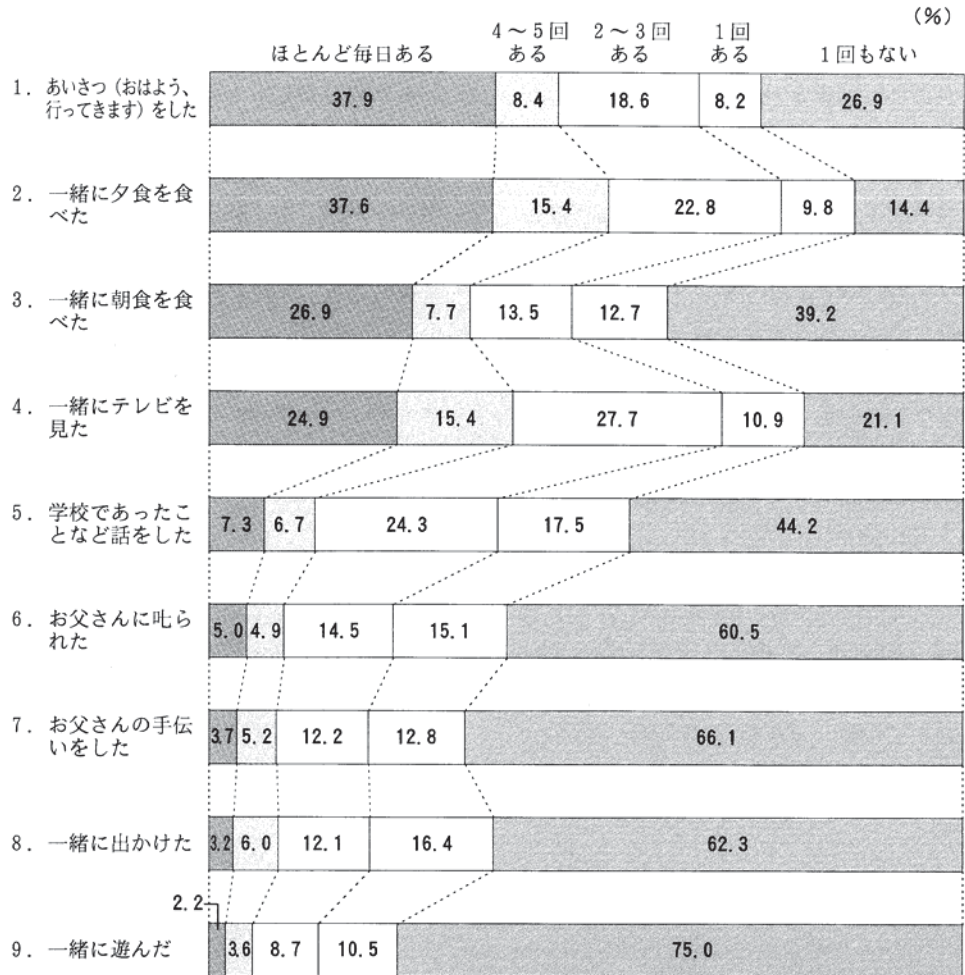 (%)
ほとんど毎日ある
4〜5回
ある
2〜3回
ある
1回
ある
1回もない
1. あいさつ(おはよう、
行ってきます)をした
37.9 8.4 18.6 8.2 26.9
2. 一緒に夕食を食
べた
37.6 15.4 22.8 9.8 14.4
3. 一緒に朝食を食
べた
26.9 7.7 13.5 12.7 39.2
4. 一緒にテレビを
見た
24.9 15.4 27.7 10.9 21.1
5. 学校であったこ
となど話をした
7.3 6.7 24.3 17.5 44.2
6. お父さんに叱ら
れた
5.0 4.9 14.5 15.1 60.5
7. お父さんの手伝
いをした
3.7 5.2 12.2 12.8 66.1
8. 一緒に出かけた
3.2 6.0 12.1 16.4 62.3
9. 一緒に遊んだ
2.2 3.6 8.7 10.5 75.0